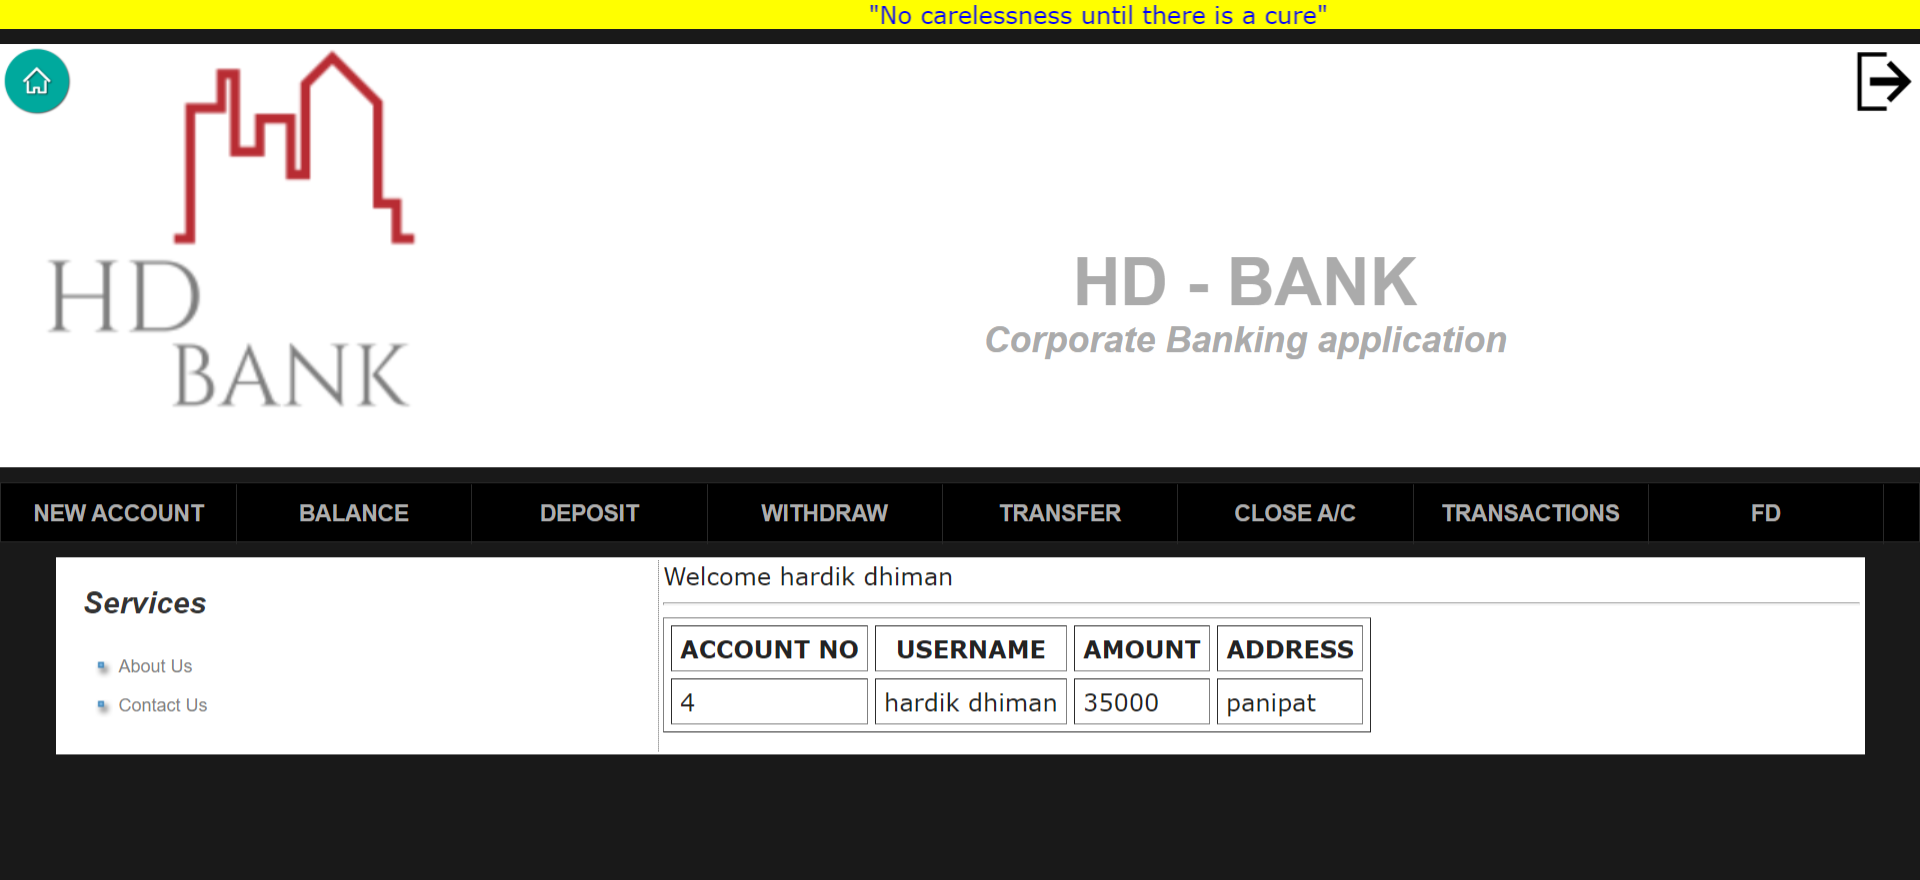 "No carelessness until there is a cure"
HD
BANK
HD - BANK
Corporate Banking application
NEW ACCOUNT BALANCE DEPOSIT WITHDRAW TRANSFER CLOSE A/C TRANSACTIONS FD
Services
About Us
Contact Us
Welcome hardik dhiman
ACCOUNT NO USERNAME AMOUNT ADDRESS
4 hardik dhiman 35000 panipat